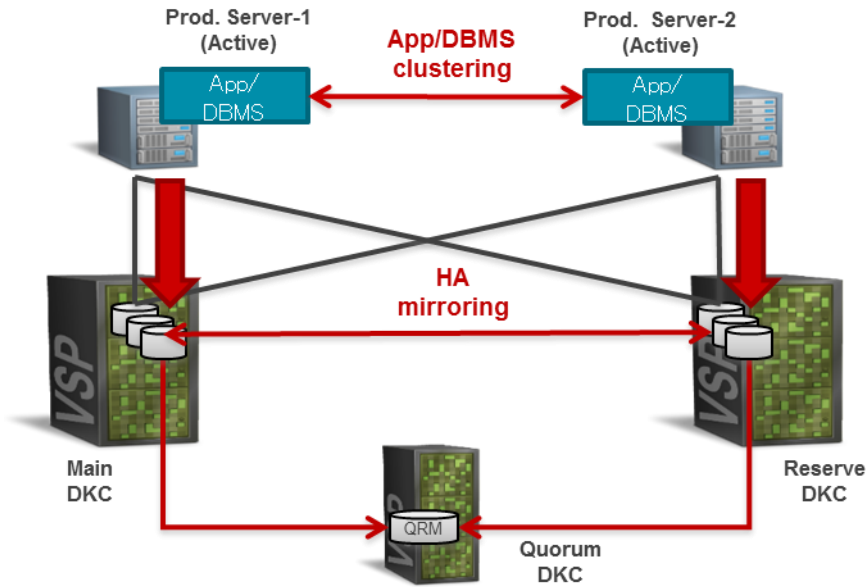 Prod. Server-1
(Active)
App/DBMS
clustering
Prod. Server-2
(Active)
App/
DBMS
App/
DBMS
HA
mirroring
VSP
VSP
Main
DKC
Reserve
DKC
VSP
QRM
Quorum
DKC